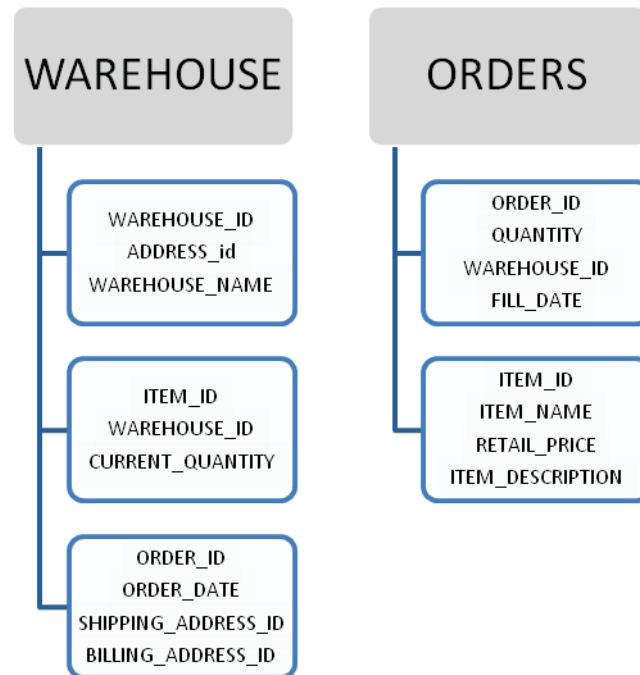 WAREHOUSE
WAREHOUSE_ID
ADDRESS_id
WAREHOUSE_NAME
ITEM_ID
WAREHOUSE_ID
CURRENT_QUANTITY
ORDER_ID
ORDER_DATE
SHIPPING_ADDRESS_ID
BILLING_ADDRESS_ID
ORDERS
ORDER_ID
QUANTITY
WAREHOUSE_ID
FILL_DATE
ITEM_ID
ITEM_NAME
RETAIL_PRICE
ITEM_DESCRIPTION